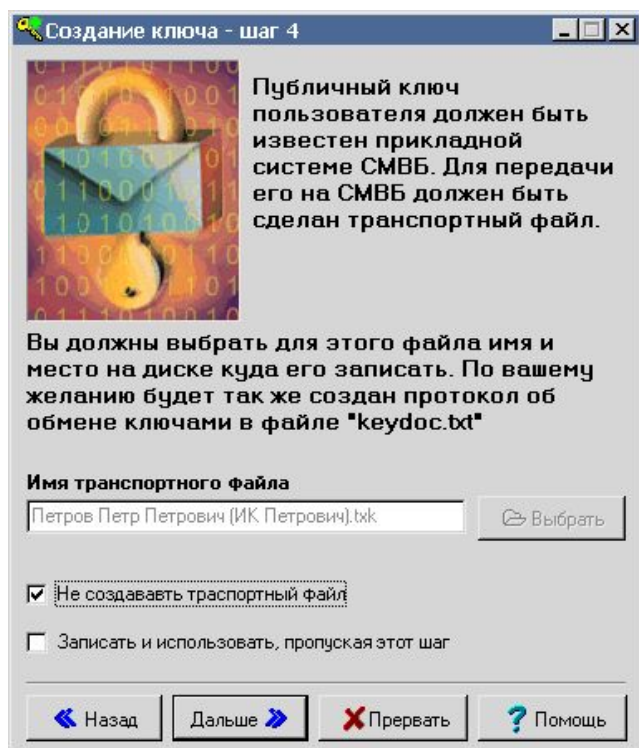 Создание ключа - шаг 4
Публичный ключ
пользователя должен быть
известен прикладной
системе СМВБ. Для передачи
его на СМВБ должен быть
сделан транспортный файл.
Вы должны выбрать для этого файла имя и
место на диске куда его записать. По вашему
желанию будет так же создан протокол об
обмене ключами в файле "keydoc.txt"
Имя транспортного файла
Петров Петр Петрович (ИК Петрович).txk
Выбрать
Не создававть траспортный файл
Записать и использовать, пропуская этот шаг
Назад
Дальше
Прервать
Помощь